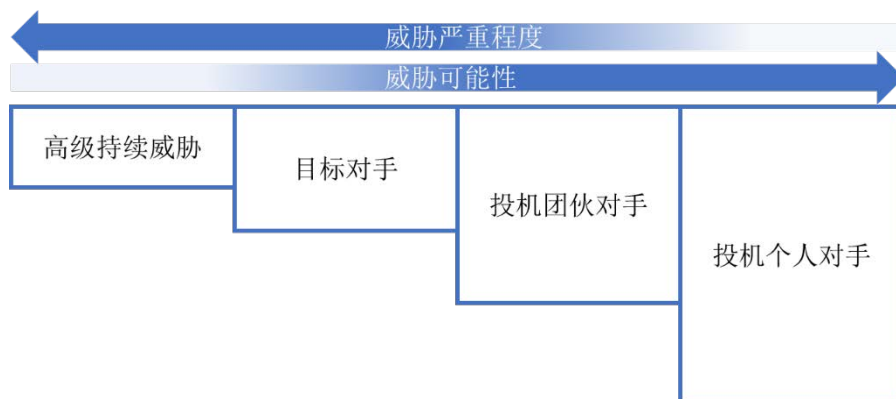 威胁严重程度
威胁可能性
高级持续威胁
目标对手
投机团伙对手
投机个人对手